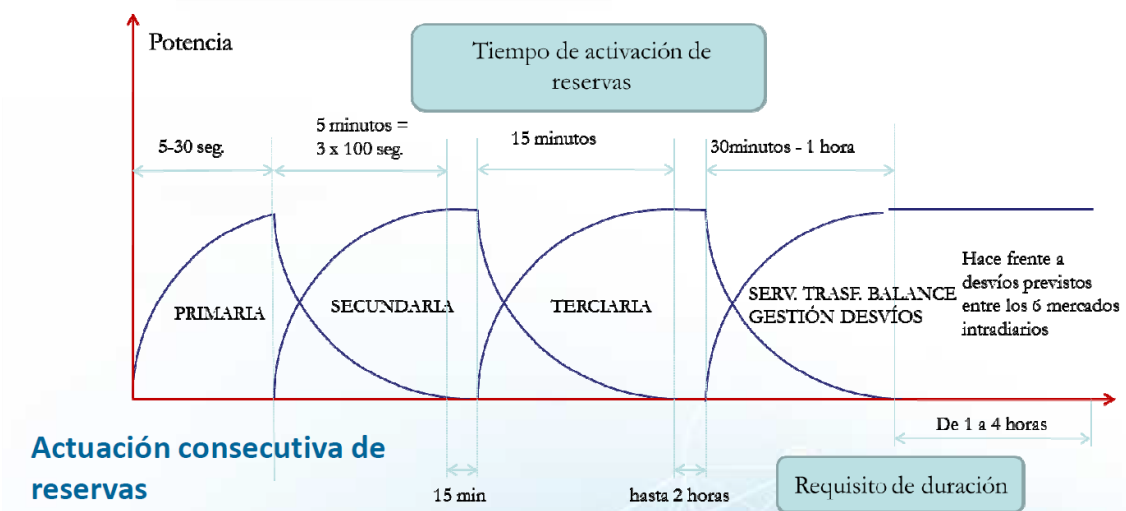 Potencia
Tiempo de activación de
reservas
5-30 seg.
5 minutos =
3 x 100 seg.
15 minutos
30minutos - 1 hora
PRIMARIA
SECUNDARIA
TERCIARIA
SERV. TRASF. BALANCE
GESTIÓN DESVÍOS
Hace frente a
desvíos previstos
entre los 6 mercados
intradiarios
De 1 a 4 horas
Actuación consecutiva de
reservas
15 min
hasta 2 horas
Requisito de duración